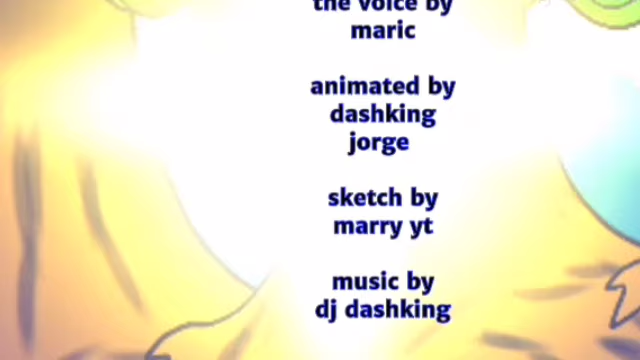 the voice by
maric
animated by
dashking
jorge
sketch by
marry yt
music by
dj dashking